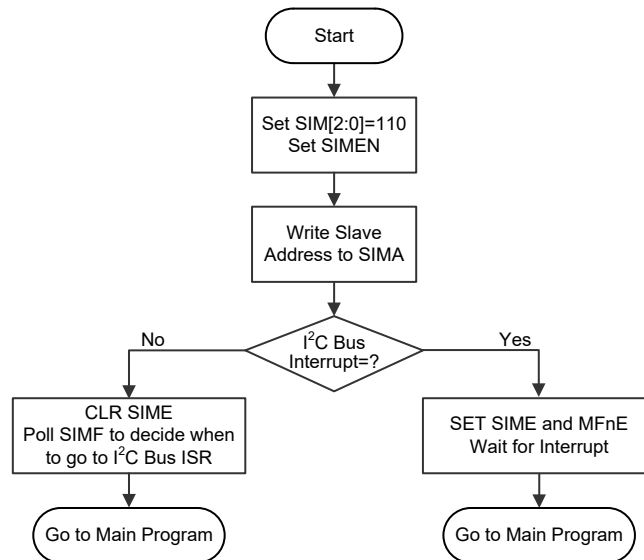 Start
Set SIM[2:0]=110
Set SIMEN
Write Slave
Address to SIMA
I²C Bus
Interrupt=?
No
Yes
CLR SIME
Poll SIMF to decide when
to go to I²C Bus ISR
SET SIME and MFnE
Wait for Interrupt
Go to Main Program
Go to Main Program